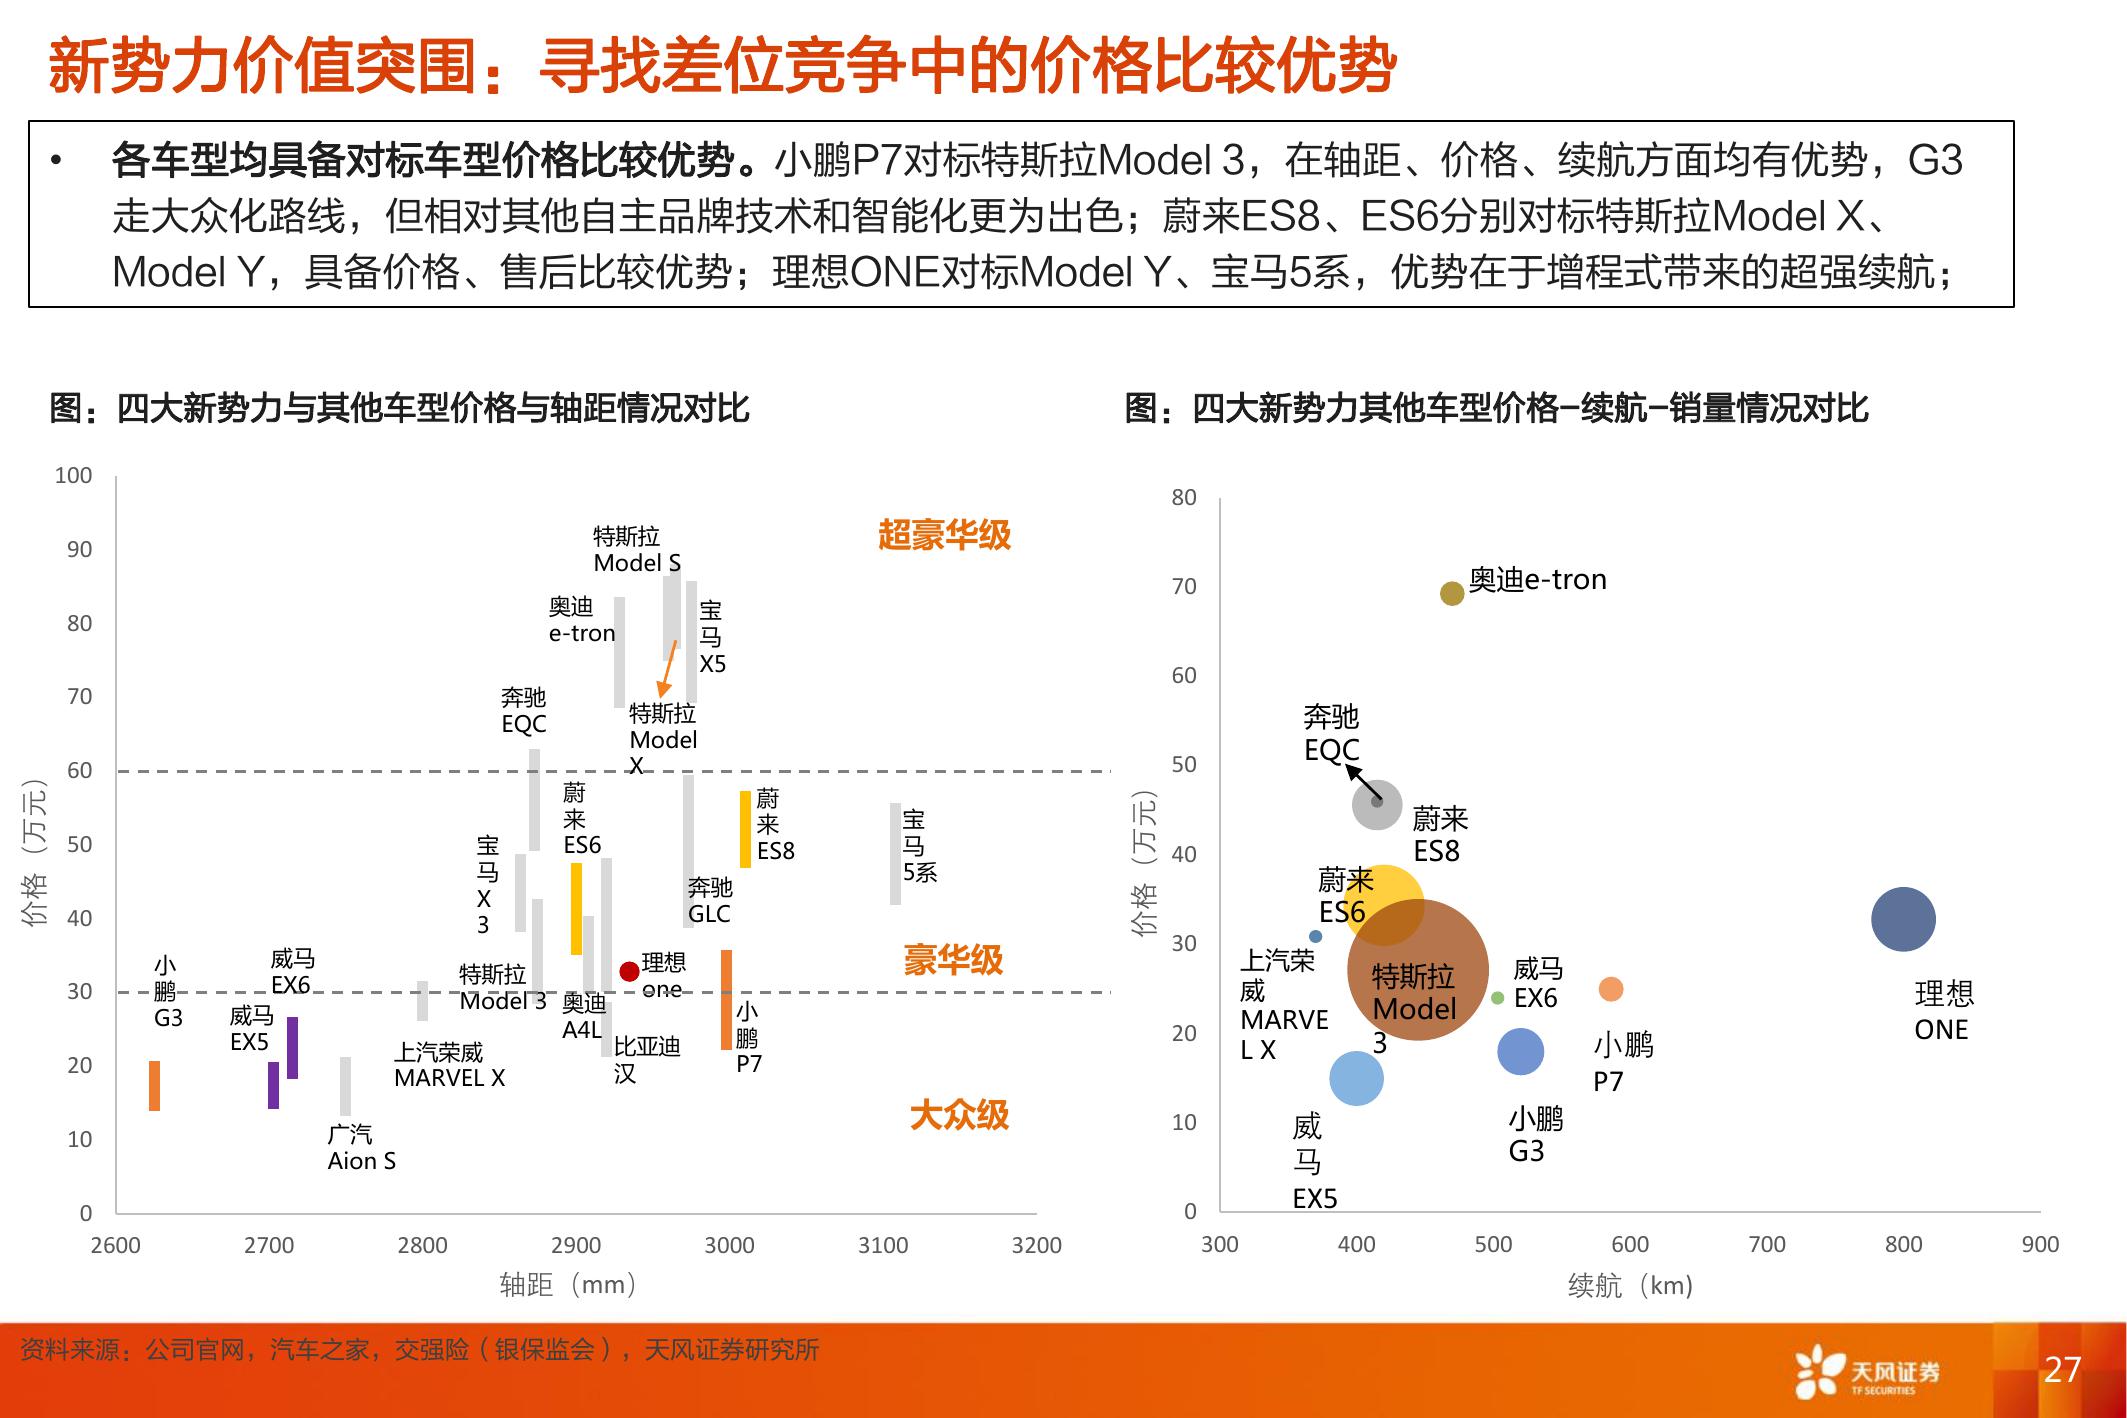 新势力价值突围：寻找差位竞争中的价格比较优势
• 各车型均具备对标车型价格比较优势。小鹏P7对标特斯拉Model 3，在轴距、价格、续航方面均有优势，G3
走大众化路线，但相对其他自主品牌技术和智能化更为出色；蔚来ES8、ES6分别对标特斯拉Model X、
Model Y，具备价格、售后比较优势；理想ONE对标Model Y、宝马5系，优势在于增程式带来的超强续航；
图：四大新势力与其他车型价格与轴距情况对比
价格（万元）
100
90
80
70
60
50
40
30
20
10
0
2600
2700
2800
2900
3000
3100
3200
轴距（mm）
超豪华级
豪华级
大众级
特斯拉
Model S
奥迪
e-tron
宝
马
X5
奔驰
EQC
特斯拉
Model
X
蔚
来
ES6
蔚
来
ES8
宝
马
5系
宝
马
X
3
奔驰
GLC
小
鹏
G3
威马
EX6
威马
EX5
特斯拉
Model 3
理想
one
奥迪
A4L
小
鹏
P7
上汽荣威
MARVEL X
比亚迪
汉
广汽
Aion S
图：四大新势力其他车型价格-续航-销量情况对比
价格（万元）
80
70
60
50
40
30
20
10
0
300
400
500
600
700
800
900
续航（km)
奥迪e-tron
奔驰
EQC
蔚来
ES8
蔚来
ES6
上汽荣
威
MARVE
L X
特斯拉
Model
3
威马
EX6
小鹏
P7
理想
ONE
小鹏
G3
威
马
EX5
资料来源：公司官网，汽车之家，交强险（银保监会），天风证券研究所
天风证券
TF SECURITIES
27